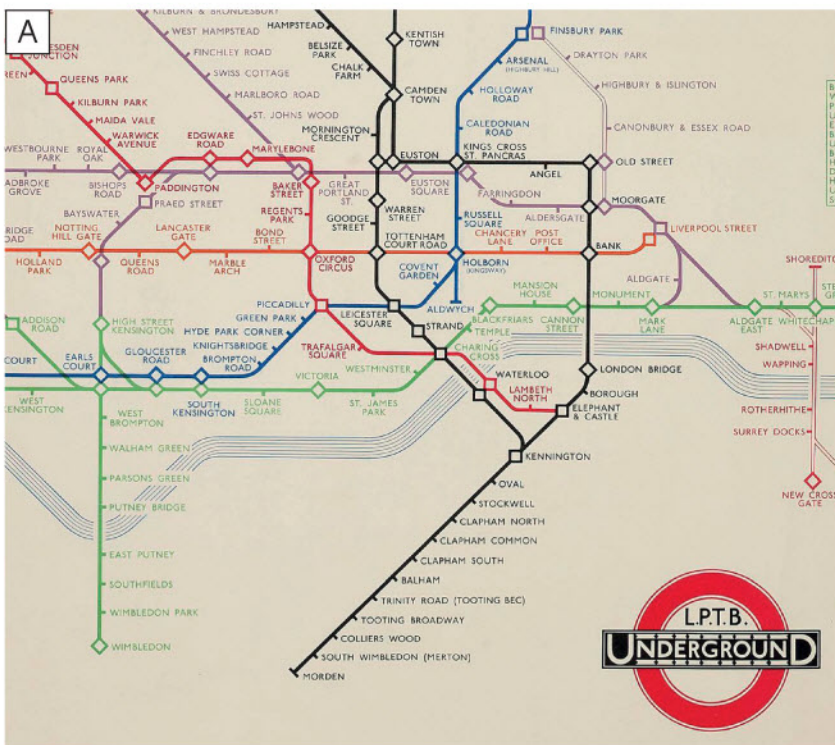 A
KILBURN & BRONDESBURY
WEST HAMPSTEAD
FINCHLEY ROAD
SWISS COTTAGE
MARLBORO ROAD
ST. JOHNS WOOD
HAMPSTEAD
BELSIZE
PARK
CHALK
FARM
KENTISH
TOWN
CAMDEN
TOWN
MORNINGTON
CRESCENT
FINSBURY PARK
ARSENAL
(HIGHBURY HILL)
HOLLOWAY
ROAD
CALEDONIAN
ROAD
KINGS CROSS
ST. PANCRAS
DRAYTON PARK
HIGHBURY & ISLINGTON
CANONBURY & ESSEX ROAD
OLD STREET
ESDEN
JUNCTION
REEN
QUEENS PARK
KILBURN PARK
MAIDA VALE
WARWICK
AVENUE
EDGWARE
ROAD
MARYLEBONE
EUSTON
ANGEL
WESTBOURNE
PARK
ROYAL
OAK
ADBROKE
GROVE
BISHOPS
ROAD
PADDINGTON
PRAED STREET
BAKER
STREET
GREAT
PORTLAND
ST.
EUSTON
SQUARE
FARRINGDON
ALDERSGATE
MOORGATE
BAYSWATER
REGENTS
PARK
WARREN
STREET
GOODGE
STREET
RUSSELL
SQUARE
LIVERPOOL STREET
RIDGE
ROAD
NOTTING
HILL GATE
LANCASTER
GATE
BOND
STREET
TOTTENHAM
COURT ROAD
CHANCERY
LANE
POST
OFFICE
BANK
HOLLAND
PARK
QUEENS
ROAD
MARBLE
ARCH
OXFORD
CIRCUS
HOLBORN
(KINGSWAY)
COVENT
GARDEN
ALDWYCH
ALDGATE
SHOREDITC
ADDISON ROAD
HIGH STREET
KENSINGTON
PICCADILLY
GREEN PARK
HYDE PARK CORNER
KNIGHTSBRIDGE
BROMPTON
ROAD
LEICESTER
SQUARE
STRAND
MANSION
HOUSE
MONUMENT
BLACKFRIARS
TEMPLE
CANNON
STREET
MARK
LANE
ALDGATE
EAST
ST. MARYS
STE
WHITECHAP
COURT
EARLS
COURT
GLOUCESTER
ROAD
TRAFALGAR
SQUARE
CHARING
CROSS
SHADWELL
WAPPING
WEST
KENSINGTON
SOUTH
KENSINGTON
SLOANE
SQUARE
VICTORIA
WESTMINSTER
ST. JAMES
PARK
WATERLOO
LAMBETH
NORTH
LONDON BRIDGE
BOROUGH
ELEPHANT
& CASTLE
ROTHERHITHE
SURREY DOCKS
NEW CROSS
GATE
WEST
BROMPTON
WALHAM GREEN
PARSONS GREEN
PUTNEY BRIDGE
EAST PUTNEY
SOUTHFIELDS
WIMBLEDON PARK
WIMBLEDON
KENNINGTON
OVAL
STOCKWELL
CLAPHAM NORTH
CLAPHAM COMMON
CLAPHAM SOUTH
BALHAM
TRINITY ROAD (TOOTING BEC)
TOOTING BROADWAY
COLLIERS WOOD
SOUTH WIMBLEDON (MERTON)
MORDEN
L.P.T.B.
UNDERGROUND